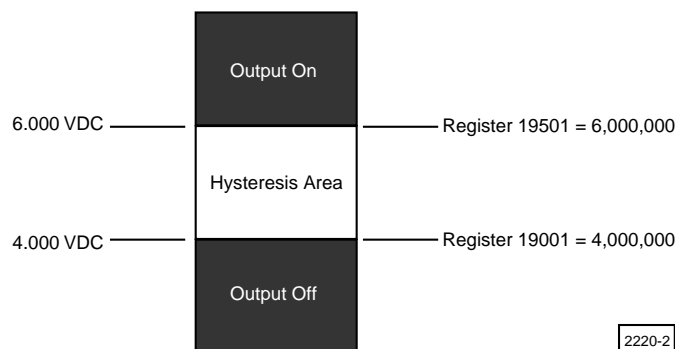 Output On
6.000 VDC
Register 19501 = 6,000,000
Hysteresis Area
4.000 VDC
Register 19001 = 4,000,000
Output Off
2220-2